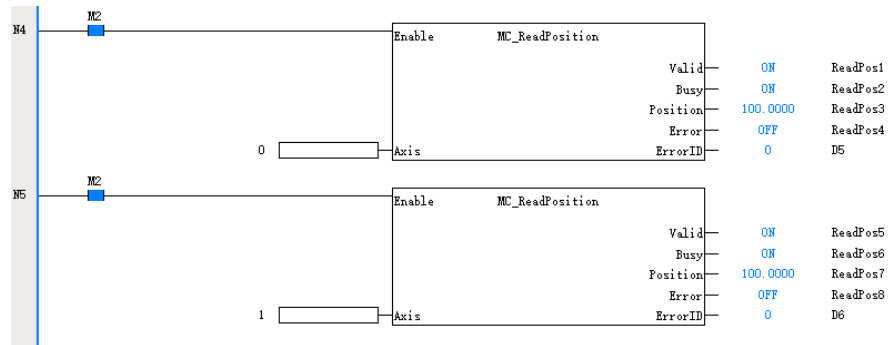 M2
N4
Enable MC_ReadPosition
Valid ON ReadPos1
Busy ON ReadPos2
Position 100.0000 ReadPos3
Error OFF ReadPos4
0 Axis ErrorID 0 D5
M2
N5
Enable MC_ReadPosition
Valid ON ReadPos5
Busy ON ReadPos6
Position 100.0000 ReadPos7
Error OFF ReadPos8
1 Axis ErrorID 0 D6